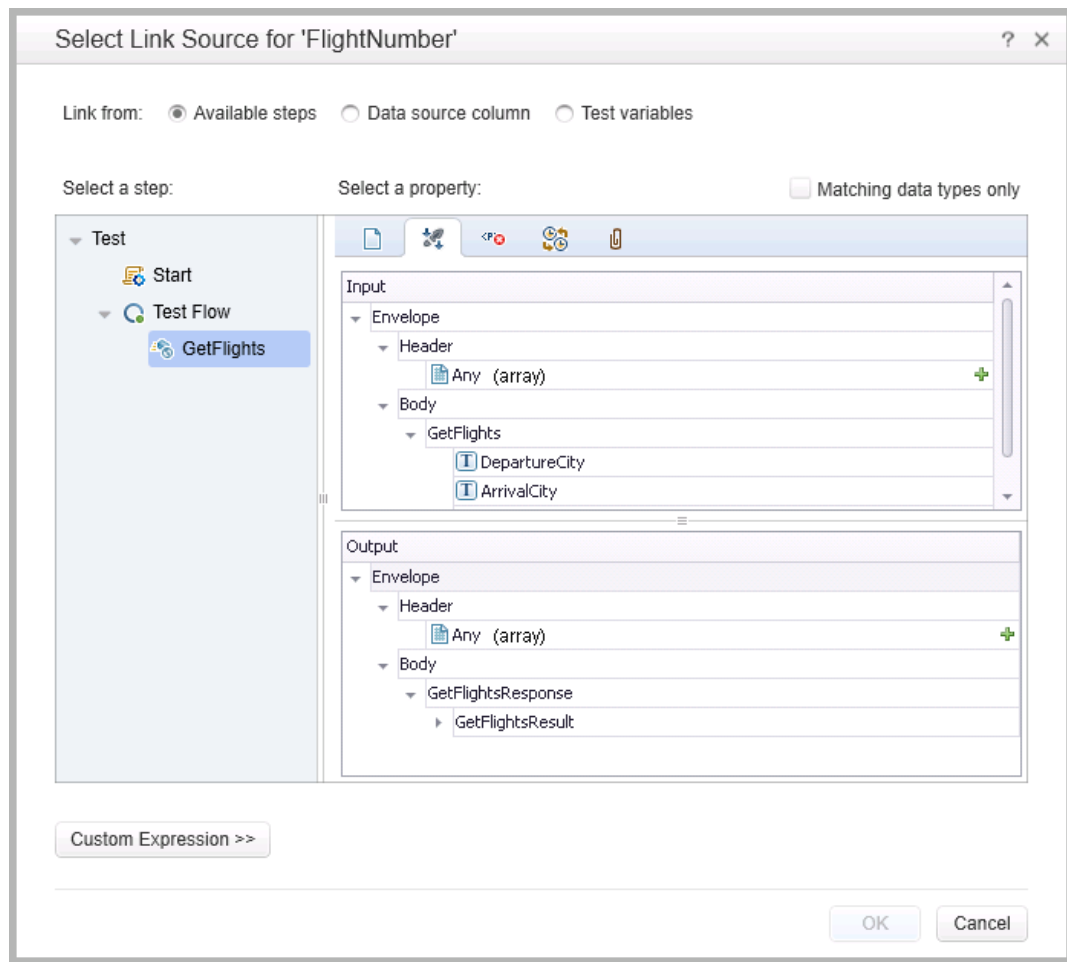 Select Link Source for 'FlightNumber' ? ×
Link from: Available steps Data source column Test variables
Select a step: Select a property: Matching data types only
Test
Start
Test Flow
GetFlights
<P>
Input
Envelope
Header
Any (array)
Body
GetFlights
T DepartureCity
T ArrivalCity
Output
Envelope
Header
Any (array)
Body
GetFlightsResponse
GetFlightsResult
Custom Expression >>
OK Cancel